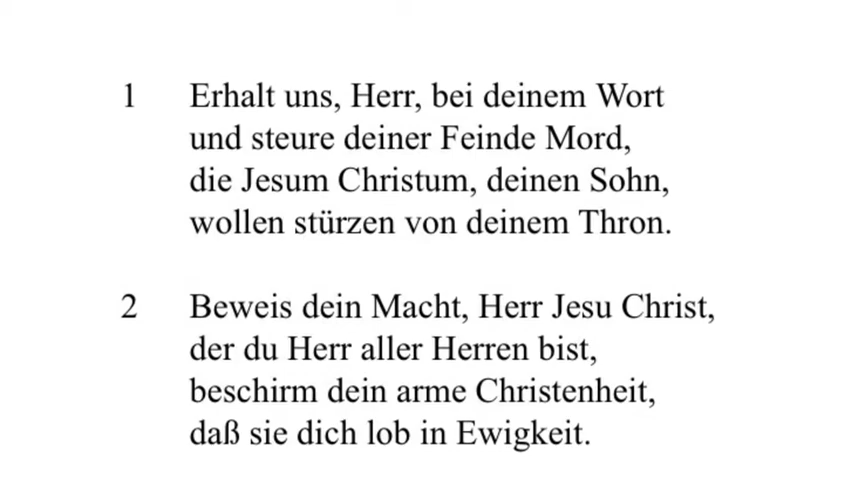 1 Erhalt uns, Herr, bei deinem Wort
und steure deiner Feinde Mord,
die Jesum Christum, deinen Sohn,
wollen stürzen von deinem Thron.
2 Beweis dein Macht, Herr Jesu Christ,
der du Herr aller Herren bist,
beschirm dein arme Christenheit,
daß sie dich lob in Ewigkeit.